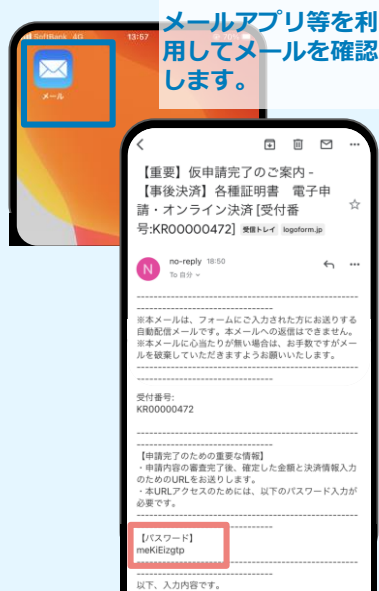 メールアプリ等を利
用してメールを確認
します。
SoftBank 4G 13:57 70%
メール
【重要】仮申請完了のご案内 -
【事後決済】各種証明書 電子申
請・オンライン決済 [受付番
号:KR00000472] 受信トレイ logoform.jp
N no-reply 18:50
To 自分
--------------------------------------------------------
----------------------------------
※本メールは、フォームにご入力された方にお送りする
自動配信メールです。本メールへの返信はできません。
※本メールに心当たりが無い場合は、お手数ですがメー
ルを破棄していただきますようお願いいたします。
--------------------------------------------------------
----------------------------------
受付番号:
KR00000472
--------------------------------------------------------
----------------------------------
【申請完了のための重要な情報】
・申請内容の審査完了後、確定した金額と決済情報入力
のためのURLをお送りします。
・本URLアクセスのためには、以下のパスワード入力が
必要です。
--------------------------------------------------------
----------------------------------
【パスワード】
meKiEizgtp
--------------------------------------------------------
----------------------------------
以下、入力内容です。